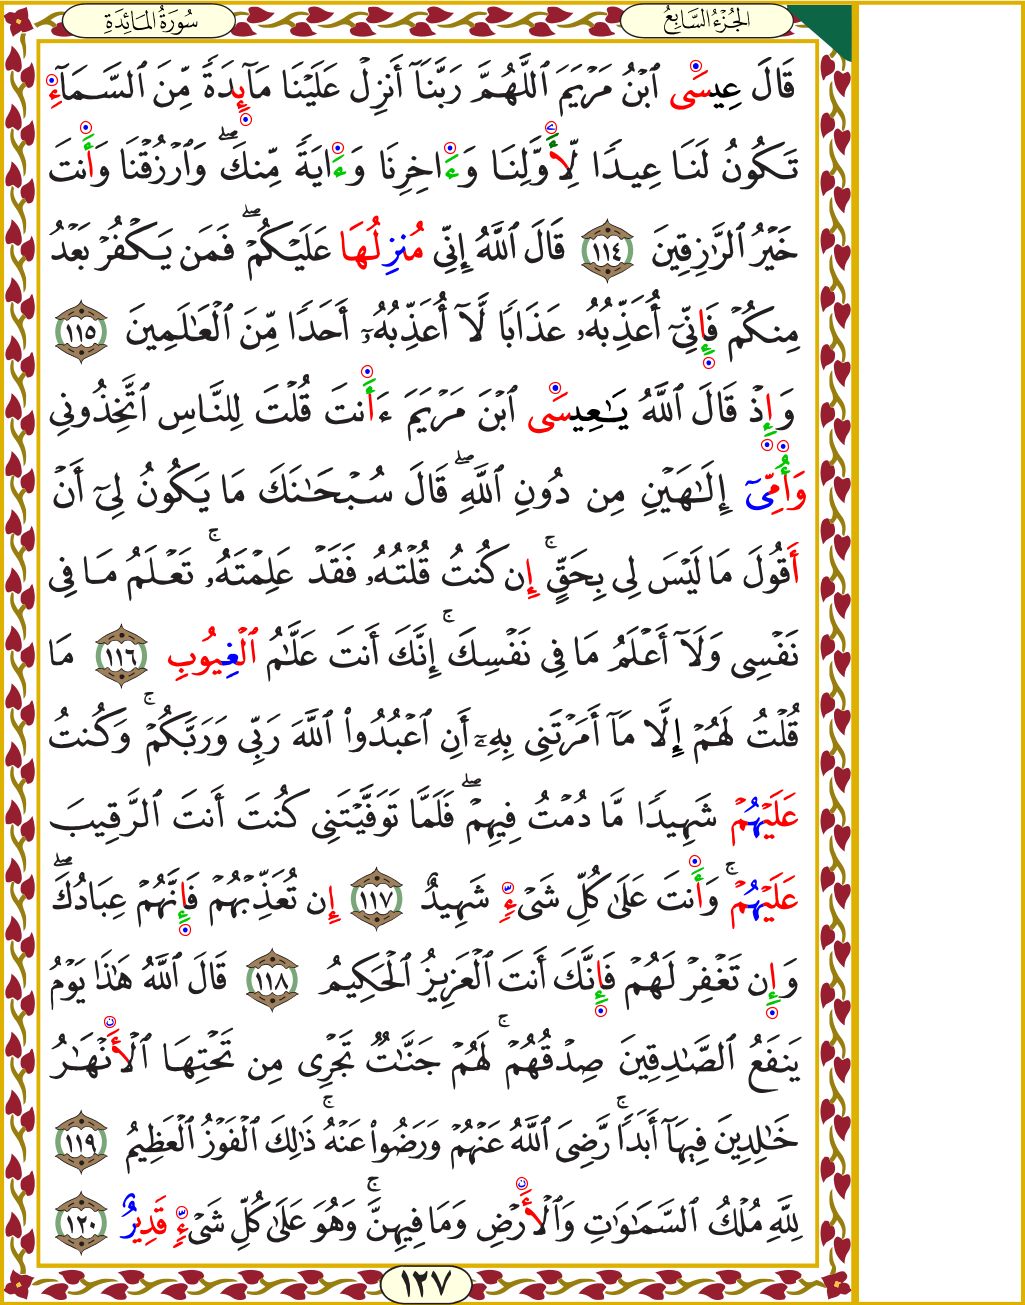 الجُزْءُ السَّابِعُ
سُورَةُ المَائِدَةِ
قَالَ عِيسَى ٱبْنُ مَرْيَمَ ٱللَّهُمَّ رَبَّنَآ أَنزِلْ عَلَيْنَا مَآئِدَةً مِّنَ ٱلسَّمَآءِ
تَكُونُ لَنَا عِيدًا لِّأَوَّلِنَا وَءَاخِرِنَا وَءَايَةً مِّنكَ ۖ وَٱرْزُقْنَا وَأَنتَ
خَيْرُ ٱلرَّٰزِقِينَ ١١٤ قَالَ ٱللَّهُ إِنِّى مُنزِلُهَا عَلَيْكُمْ ۖ فَمَن يَكْفُرْ بَعْدُ
مِنكُمْ فَإِنِّىٓ أُعَذِّبُهُۥ عَذَابًا لَّآ أُعَذِّبُهُۥٓ أَحَدًا مِّنَ ٱلْعَٰلَمِينَ ١١٥
وَإِذْ قَالَ ٱللَّهُ يَٰعِيسَى ٱبْنَ مَرْيَمَ ءَأَنتَ قُلْتَ لِلنَّاسِ ٱتَّخِذُونِى
وَأُمِّىَ إِلَٰهَيْنِ مِن دُونِ ٱللَّهِ ۖ قَالَ سُبْحَٰنَكَ مَا يَكُونُ لِىٓ أَنْ
أَقُولَ مَا لَيْسَ لِى بِحَقٍّ ۚ إِن كُنتُ قُلْتُهُۥ فَقَدْ عَلِمْتَهُۥ ۚ تَعْلَمُ مَا فِى
نَفْسِى وَلَآ أَعْلَمُ مَا فِى نَفْسِكَ ۚ إِنَّكَ أَنتَ عَلَّٰمُ ٱلْغِيُوبِ ١١٦ مَا
قُلْتُ لَهُمْ إِلَّا مَآ أَمَرْتَنِى بِهِۦٓ أَنِ ٱعْبُدُوا۟ ٱللَّهَ رَبِّى وَرَبَّكُمْ ۚ وَكُنتُ
عَلَيْهُمْ شَهِيدًا مَّا دُمْتُ فِيهِمْ ۖ فَلَمَّا تَوَفَّيْتَنِى كُنتَ أَنتَ ٱلرَّقِيبَ
عَلَيْهُمْ ۚ وَأَنتَ عَلَىٰ كُلِّ شَىْءٍ شَهِيدٌ ١١٧ إِن تُعَذِّبْهُمْ فَإِنَّهُمْ عِبَادُكَ ۖ
وَإِن تَغْفِرْ لَهُمْ فَإِنَّكَ أَنتَ ٱلْعَزِيزُ ٱلْحَكِيمُ ١١٨ قَالَ ٱللَّهُ هَٰذَا يَوْمُ
يَنفَعُ ٱلصَّٰدِقِينَ صِدْقُهُمْ ۚ لَهُمْ جَنَّٰتٌ تَجْرِى مِن تَحْتِهَا ٱلْأَنْهَٰرُ
خَٰلِدِينَ فِيهَآ أَبَدًا ۚ رَّضِىَ ٱللَّهُ عَنْهُمْ وَرَضُوا۟ عَنْهُ ۚ ذَٰلِكَ ٱلْفَوْزُ ٱلْعَظِيمُ ١١٩
لِلَّهِ مُلْكُ ٱلسَّمَٰوَٰتِ وَٱلْأَرْضِ وَمَا فِيهِنَّ ۚ وَهُوَ عَلَىٰ كُلِّ شَىْءٍ قَدِيرٌ ١٢٠
١٢٧